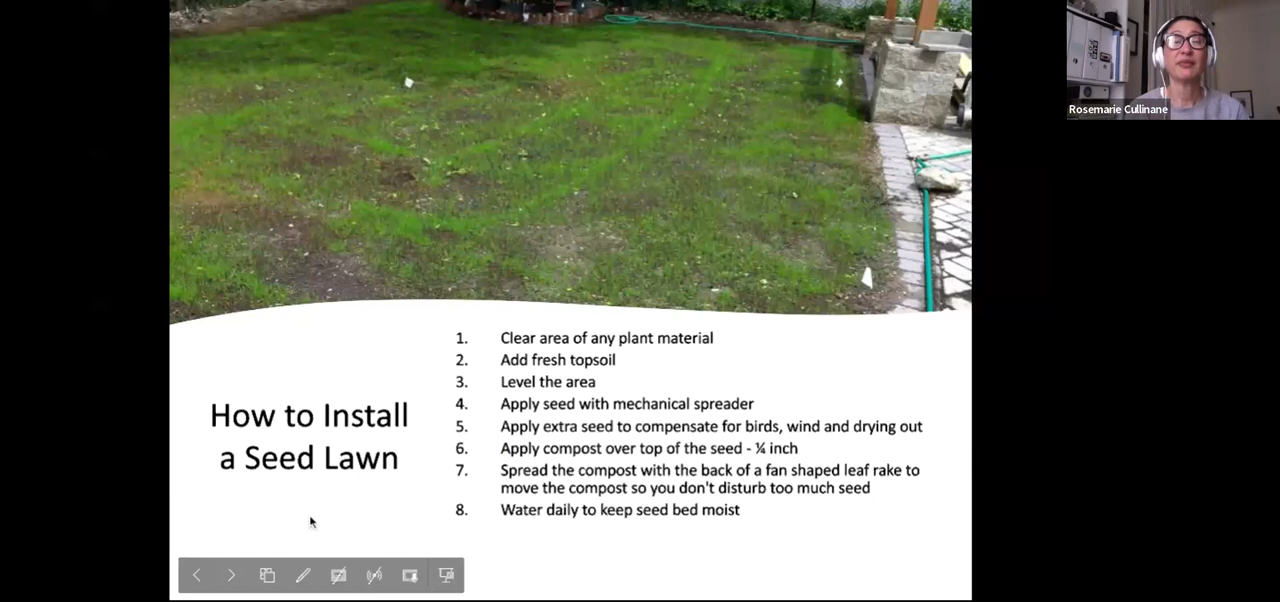 Rosemarie Cullinane
How to Install
a Seed Lawn
1. Clear area of any plant material
2. Add fresh topsoil
3. Level the area
4. Apply seed with mechanical spreader
5. Apply extra seed to compensate for birds, wind and drying out
6. Apply compost over top of the seed - ¼ inch
7. Spread the compost with the back of a fan shaped leaf rake to
move the compost so you don't disturb too much seed
8. Water daily to keep seed bed moist